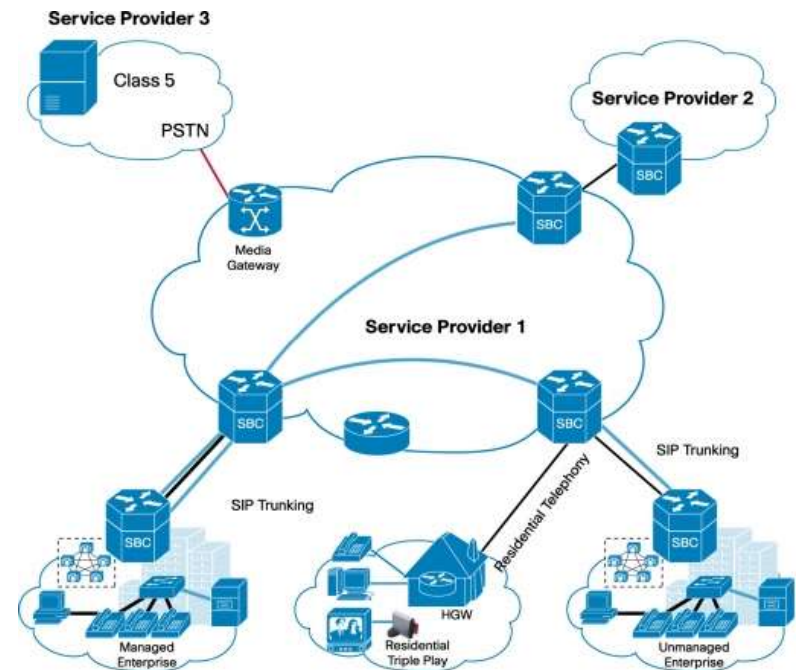 Service Provider 3
Class 5
PSTN
Service Provider 2
SBC
SBC
Media
Gateway
Service Provider 1
SBC
SBC
SIP Trunking
SIP Trunking
Residential Telephony
SBC
SBC
HGW
Managed
Enterprise
Residential
Triple Play
Unmanaged
Enterprise